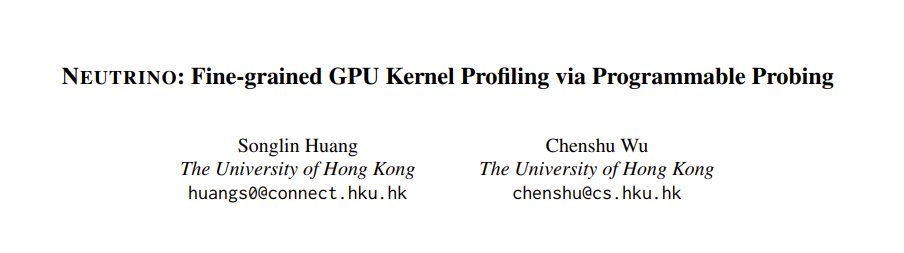 NEUTRINO: Fine-grained GPU Kernel Profiling via Programmable Probing
Songlin Huang
The University of Hong Kong
huangs0@connect.hku.hk
Chenshu Wu
The University of Hong Kong
chenshu@cs.hku.hk